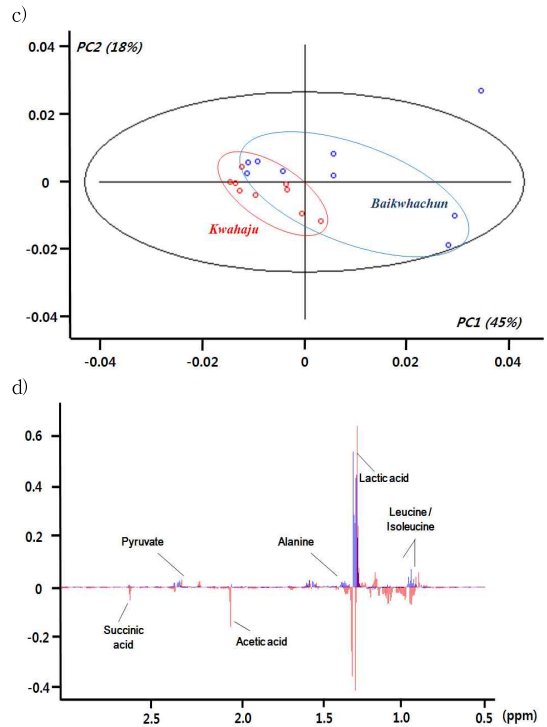 c)
PC2 (18%)
0.04
0.02
0
-0.02
-0.04
Baikwhachun
Kwahaju
PC1 (45%)
-0.04
-0.02
0
0.02
0.04
d)
0.6
0.4
0.2
0
-0.2
-0.4
Lactic acid
Leucine /
Isoleucine
Pyruvate
Alanine
Succinic
acid
Acetic acid
2.5
2.0
1.5
1.0
0.5
(ppm)